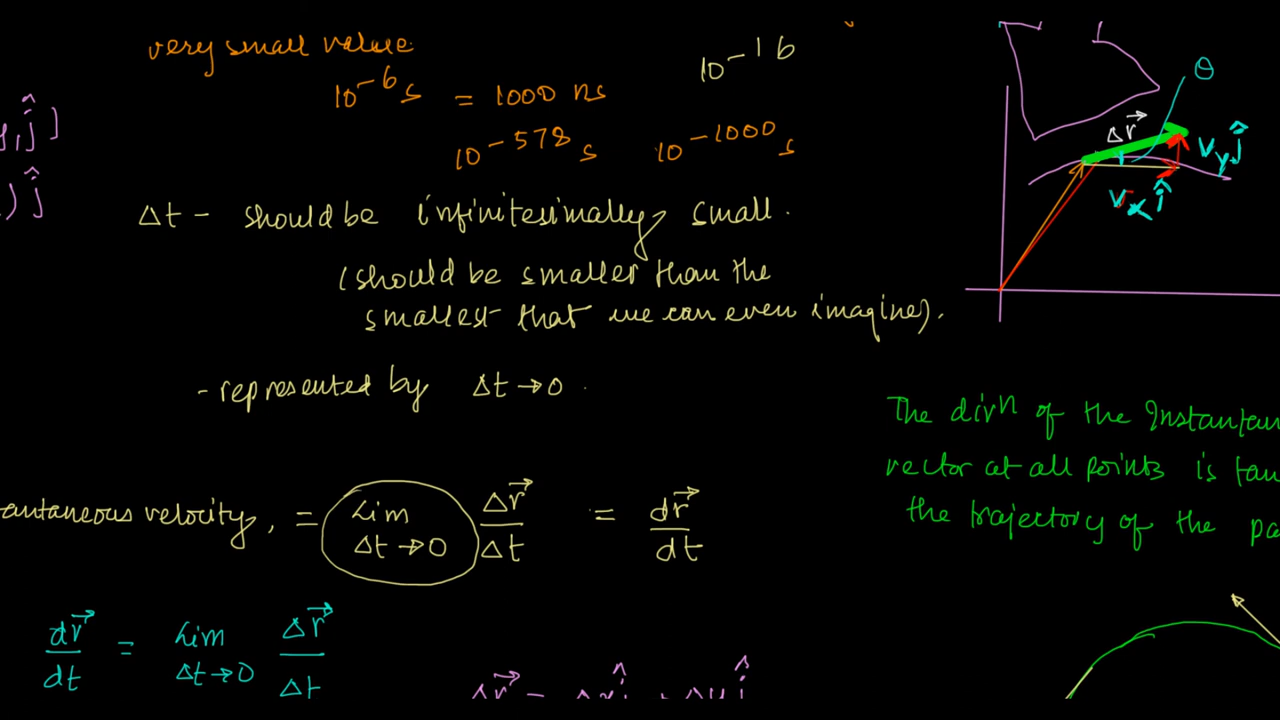 very small value
10⁻⁶ s = 1000 ns
10⁻¹⁶
10⁻⁵⁷⁸ s
10⁻¹⁰⁰⁰ s
ĵ ]
) ĵ
Δt - should be infinitesimally small.
(should be smaller than the
smallest that we can even imagine).
- represented by Δt → 0
antaneous velocity, = Lim Δt→0 Δr⃗/Δt = dr⃗/dt
dr⃗/dt = Lim Δt→0 Δr⃗/Δt
Δr⃗
θ
Vy ĵ
Vx î
The dirⁿ of the Instantan
vector at all points is tan
the trajectory of the pa